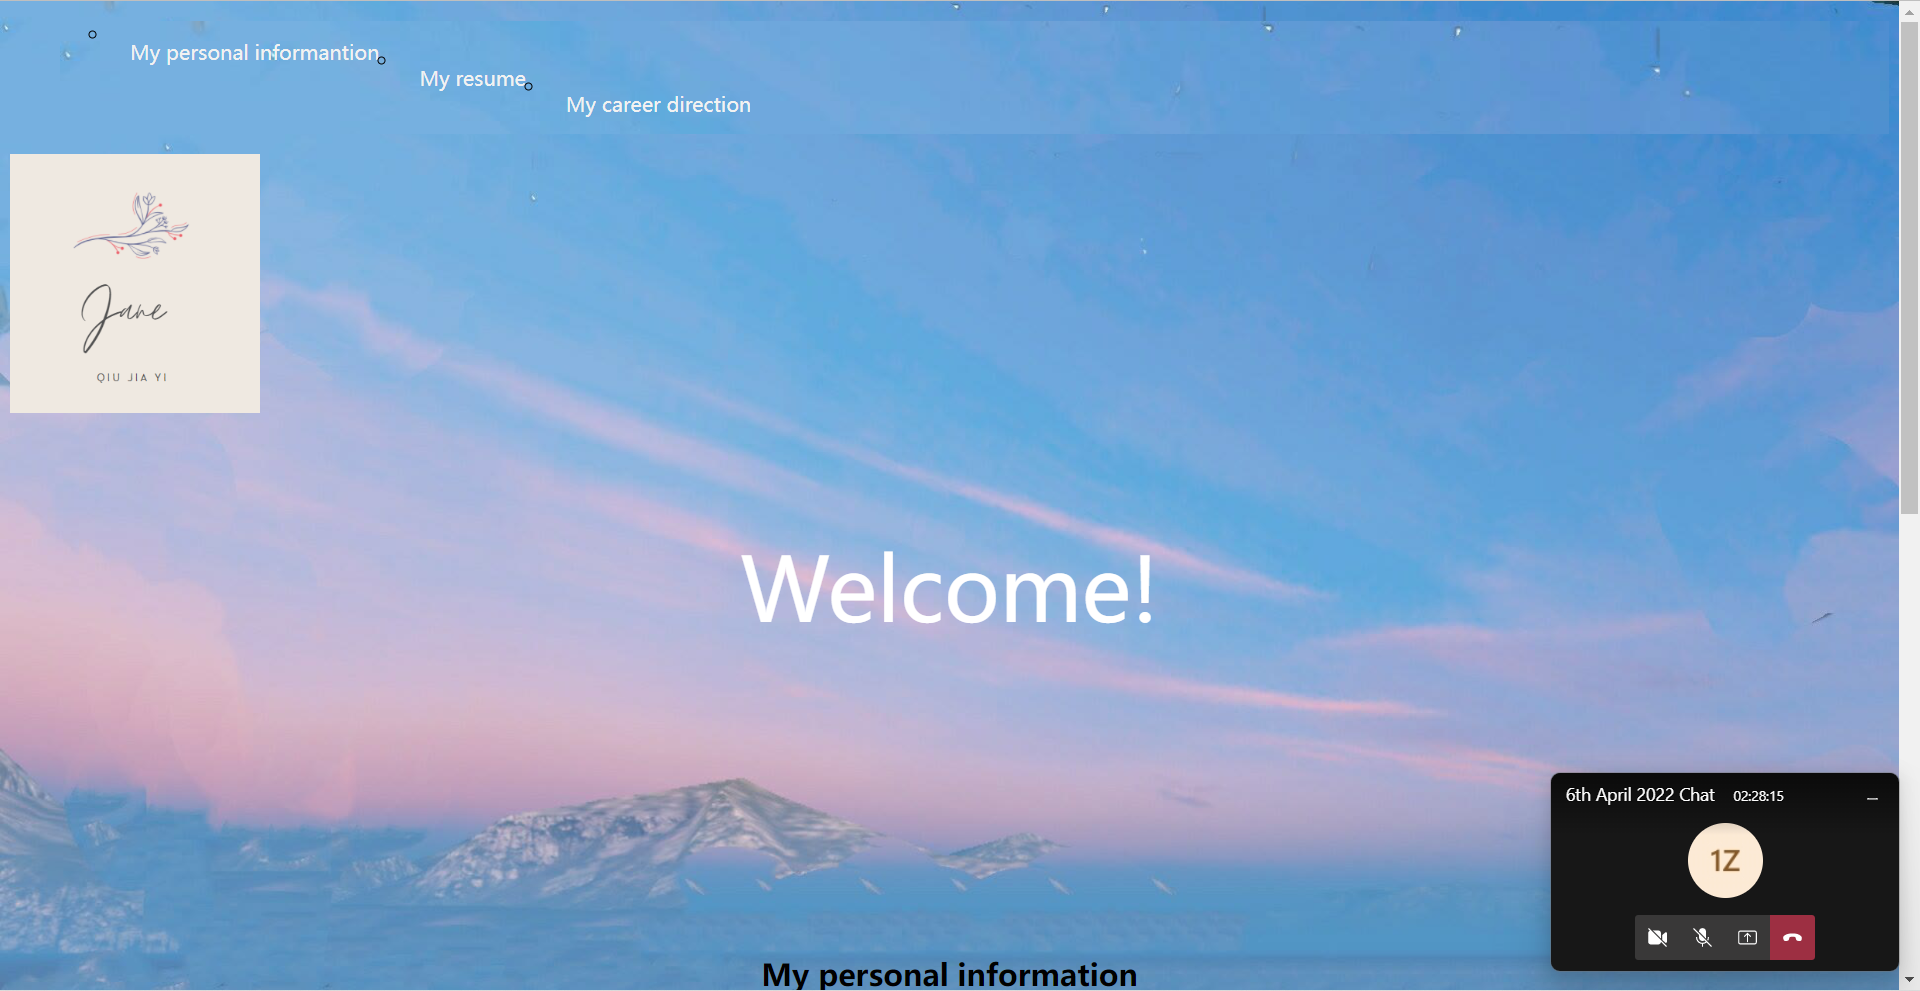 My personal informantion
My resume
My career direction
Jane
QIU JIA YI
Welcome!
6th April 2022 Chat 02:28:15
1Z
My personal information